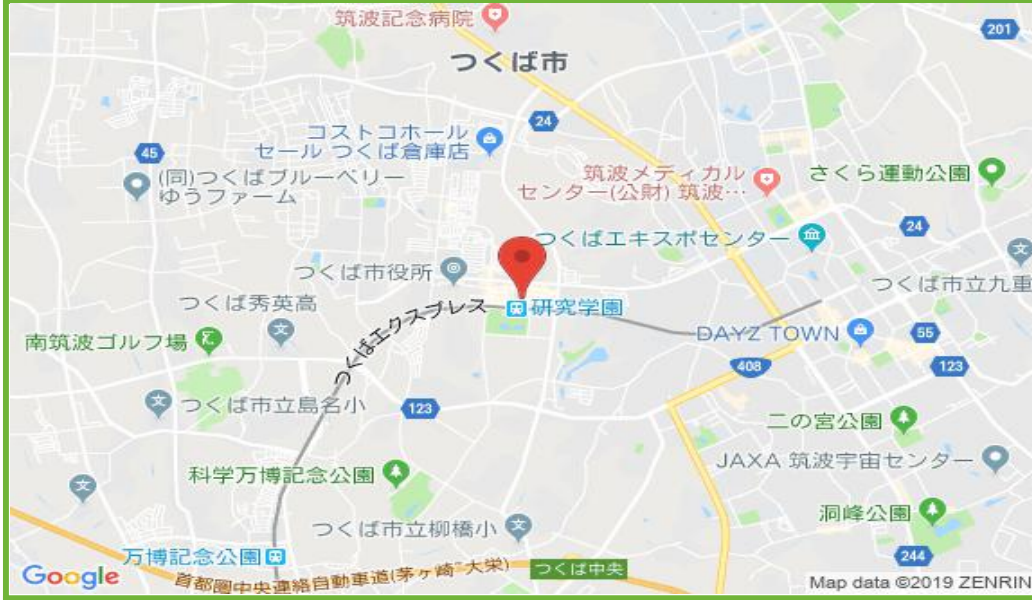 筑波記念病院
201
つくば市
24
コストコホール
セール つくば倉庫店
45
筑波メディカル
センター(公財) 筑波…
さくら運動公園
(同)つくばブルーベリー
ゆうファーム
24
つくばエキスポセンター
つくば市役所
つくば市立九重
つくば秀英高
研究学園
つくばエクスプレス
南筑波ゴルフ場
DAYZ TOWN
55
408
123
つくば市立島名小
123
二の宮公園
科学万博記念公園
JAXA 筑波宇宙センター
つくば市立柳橋小
洞峰公園
万博記念公園
244
首都圏中央連絡自動車道(茅ヶ崎~大栄)
つくば中央
Google
Map data ©2019 ZENRIN
文
文
文
文
文